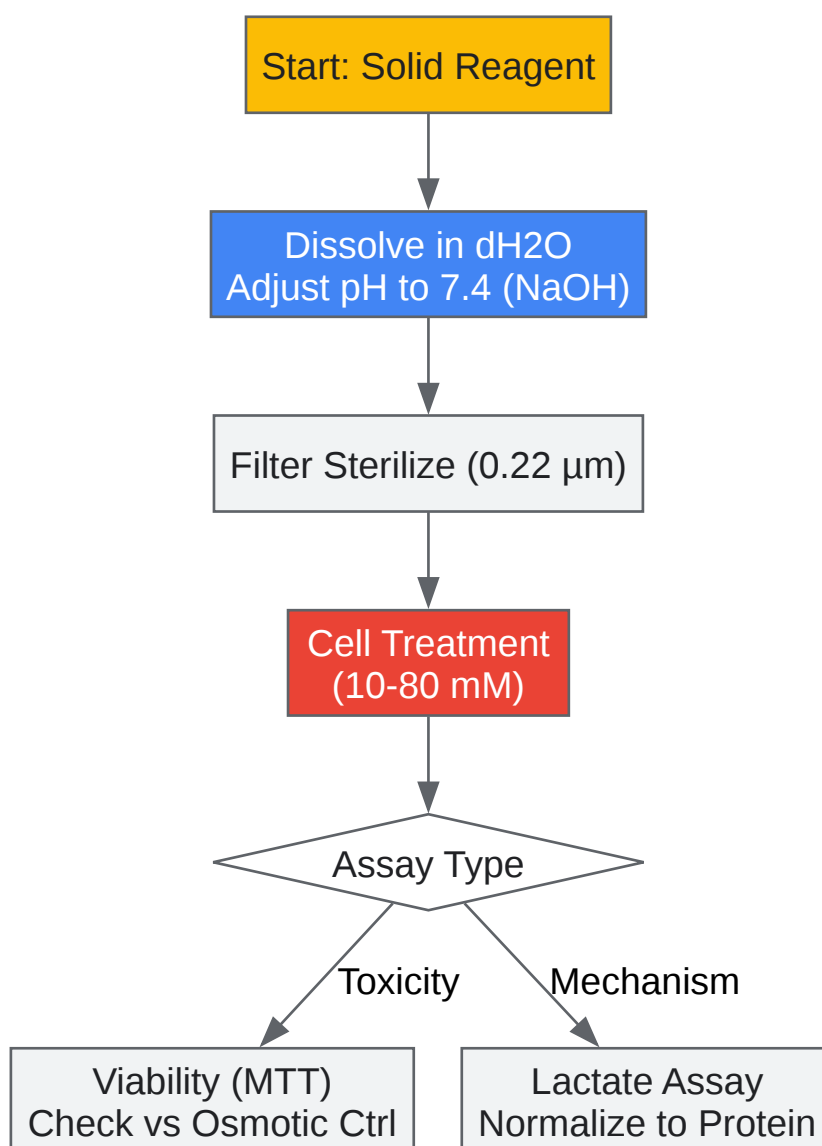 Start: Solid Reagent
Dissolve in dH2O
Adjust pH to 7.4 (NaOH)
Filter Sterilize (0.22 µm)
Cell Treatment
(10-80 mM)
Assay Type
Toxicity
Mechanism
Viability (MTT)
Check vs Osmotic Ctrl
Lactate Assay
Normalize to Protein